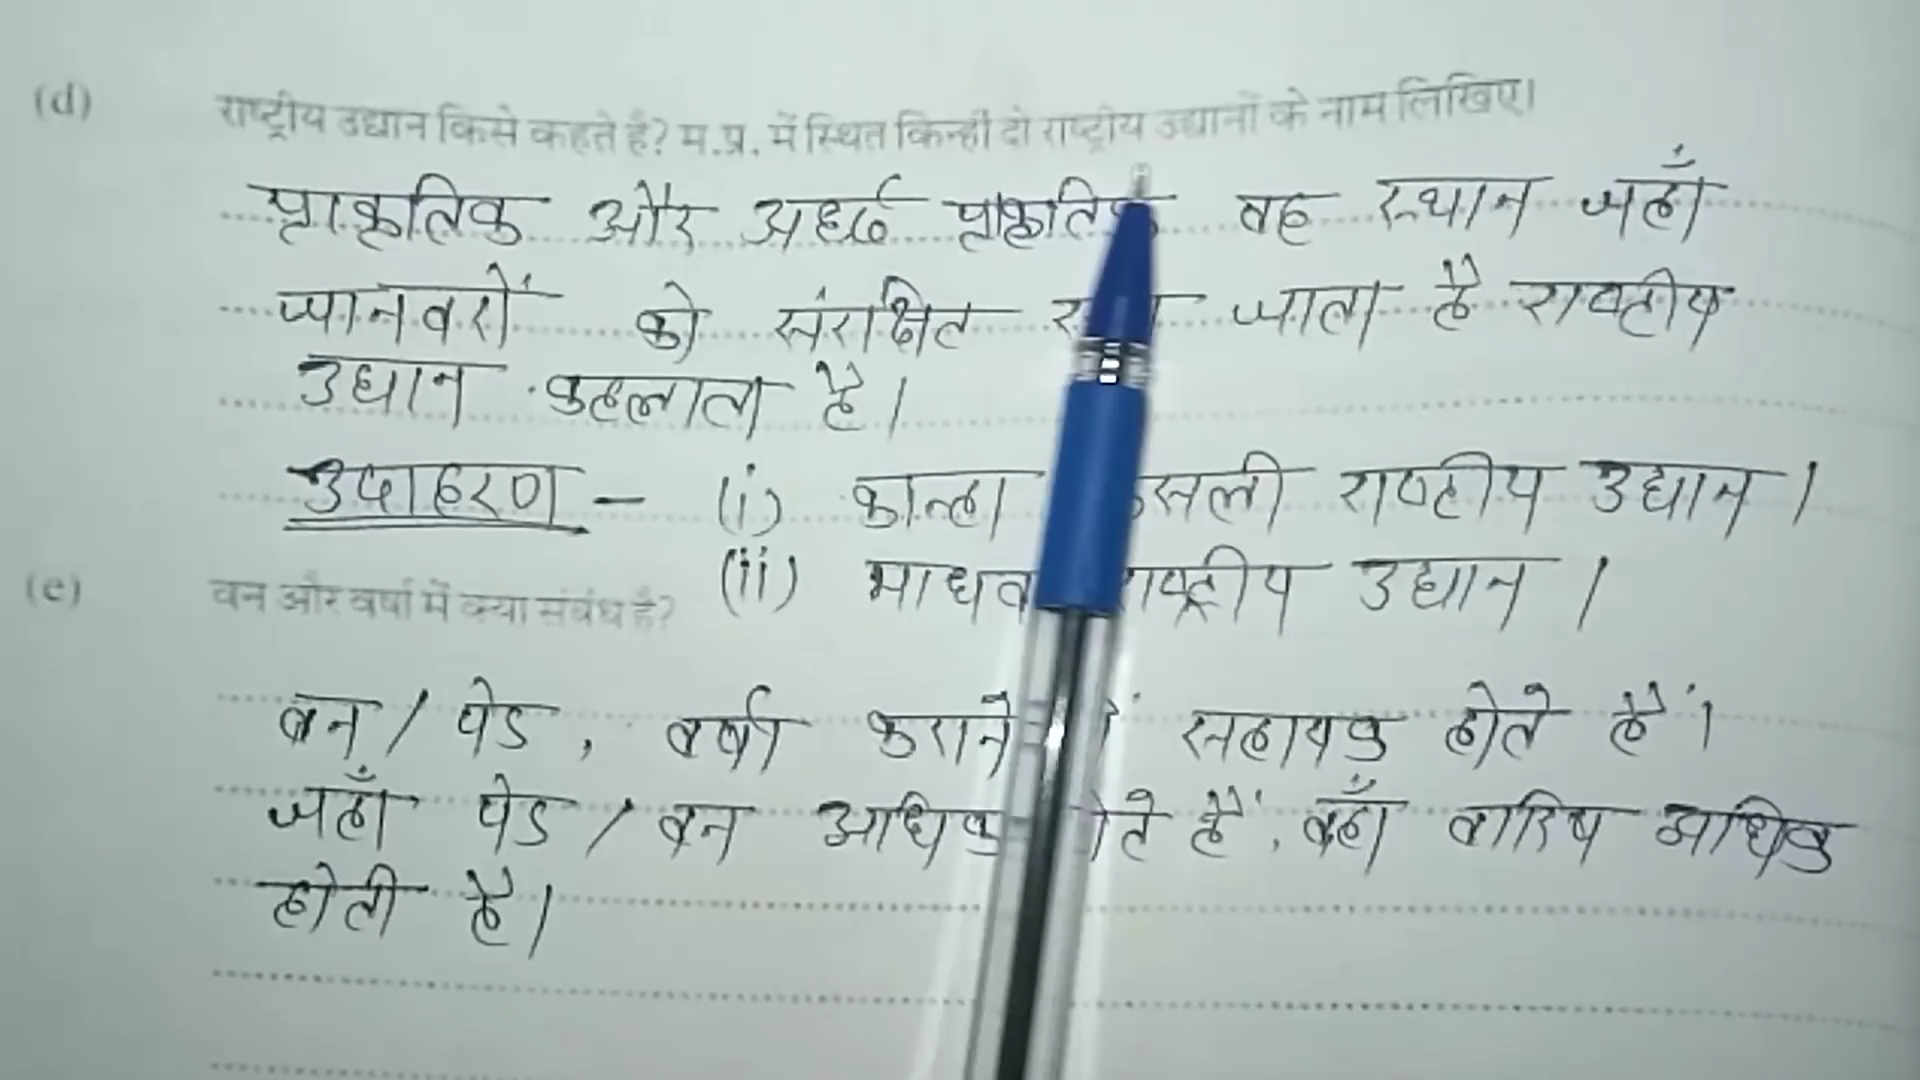 (d) राष्ट्रीय उद्यान किसे कहते है? म.प्र. में स्थित किन्हीं दो राष्ट्रीय उद्यानों के नाम लिखिए।
प्राकृतिक और अर्ध्द प्राकृतिक वह स्थान जहाँ
जानवरों को संरक्षित जाता है राष्ट्रीय
उद्यान कहलाता है।
उदाहरण - (i) कान्हा राष्ट्रीय उद्यान।
(ii) माधव राष्ट्रीय उद्यान।
(e) वन और वर्षा में क्या संबंध है?
वन / पेड, वर्षा कराने सहायक होते हैं।
जहाँ पेड / वन अधिक हैं, वहाँ बारिष अधिक
होती है।